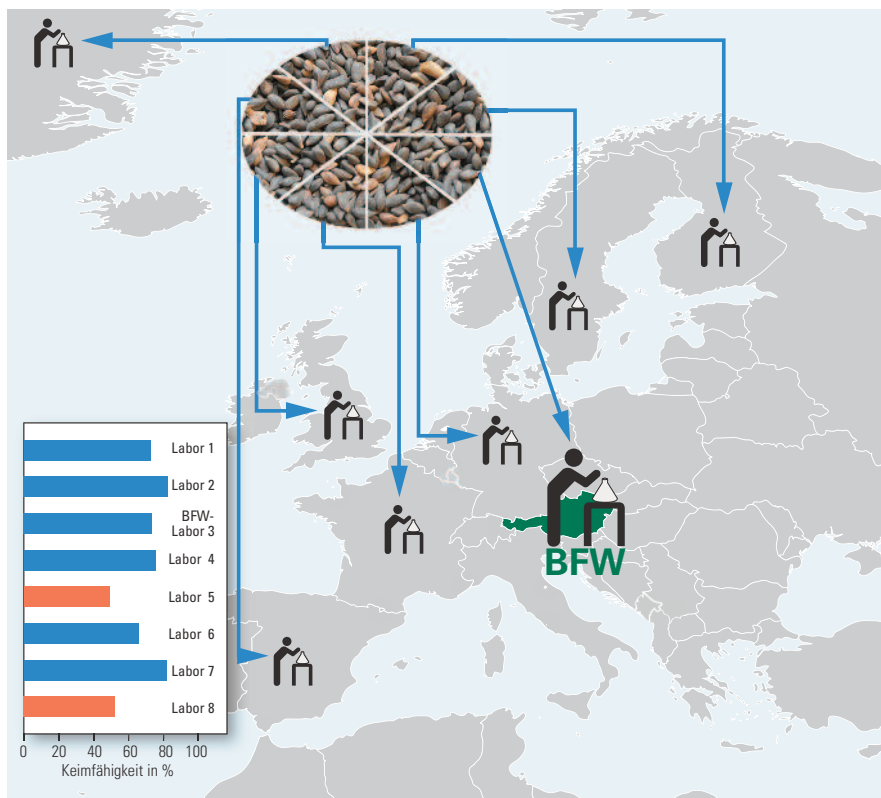 Labor 1
Labor 2
BFW-
Labor 3
Labor 4
Labor 5
Labor 6
Labor 7
Labor 8
0 20 40 60 80 100
Keimfähigkeit in %
BFW